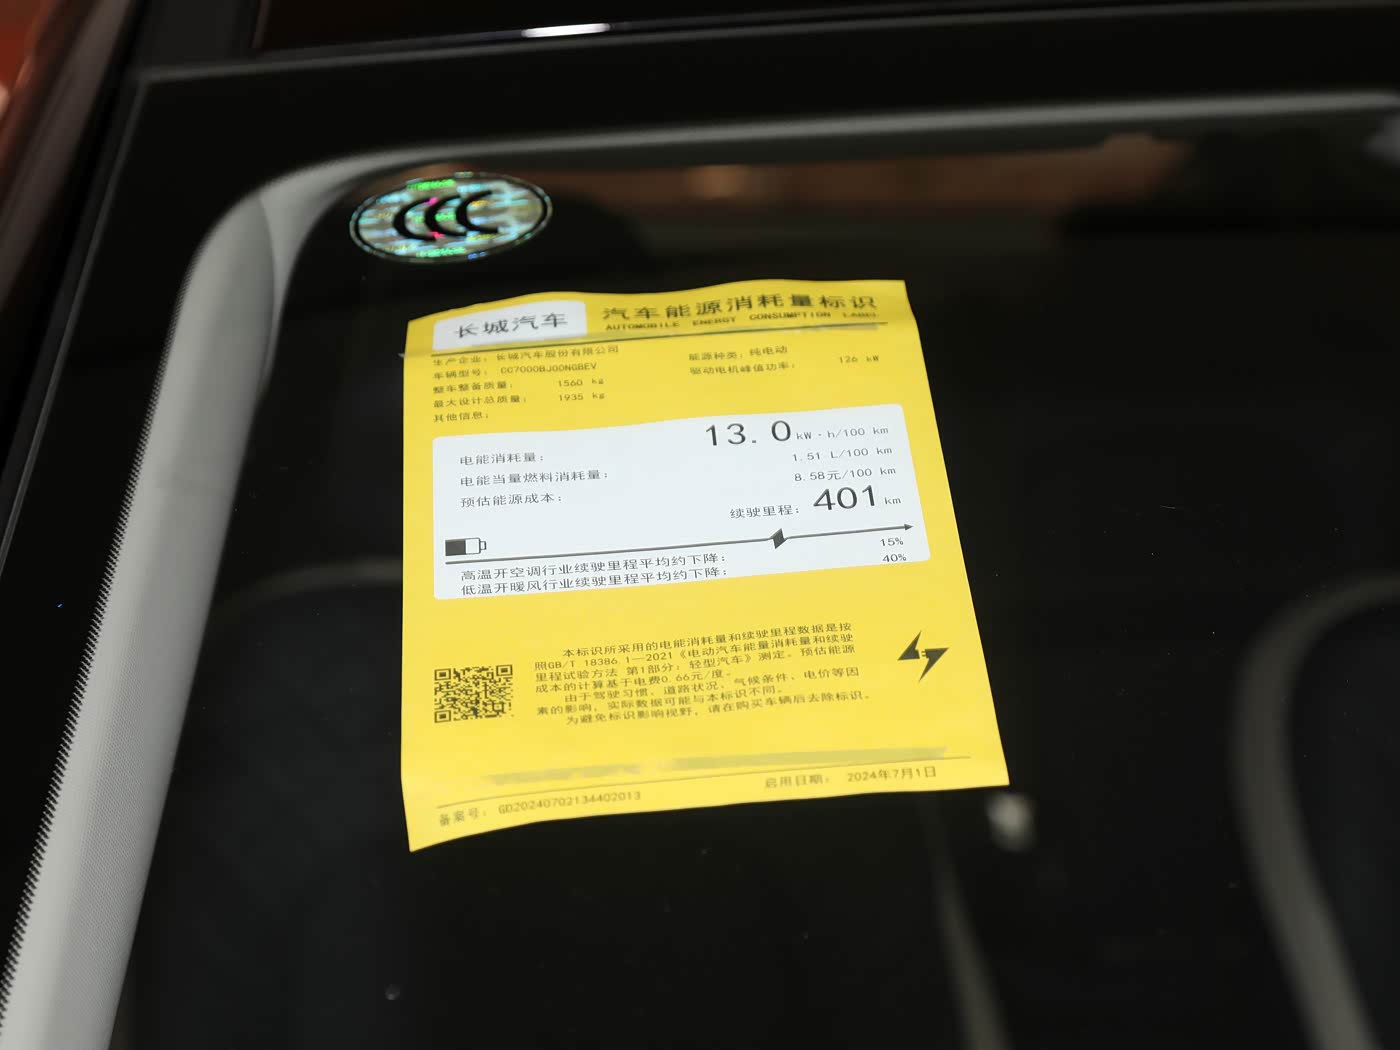 CCC
长城汽车
汽车能源消耗量标识
AUTOMOBILE ENERGY CONSUMPTION LABEL
生产企业：长城汽车股份有限公司
能源种类：纯电动
车辆型号：CC7000BJ00NGBEV
驱动电机峰值功率：126 kW
整车整备质量：1560 kg
最大设计总质量：1935 kg
其他信息：
电能消耗量：13.0 kW·h/100 km
电能当量燃料消耗量：1.51 L/100 km
预估能源成本：8.58元/100 km
续驶里程：401 km
高温开空调行业续驶里程平均约下降：15%
低温开暖风行业续驶里程平均约下降：40%
本标识所采用的电能消耗量和续驶里程数据是按
照GB/T 18386.1—2021《电动汽车能量消耗量和续驶
里程试验方法 第1部分：轻型汽车》测定。预估能源
成本的计算基于电费0.66元/度。
由于驾驶习惯、道路状况、气候条件、电价等因
素的影响，实际数据可能与本标识不同。
为避免标识影响视野，请在购买车辆后去除标识。
备案号：GD20240702134402013
启用日期：2024年7月1日